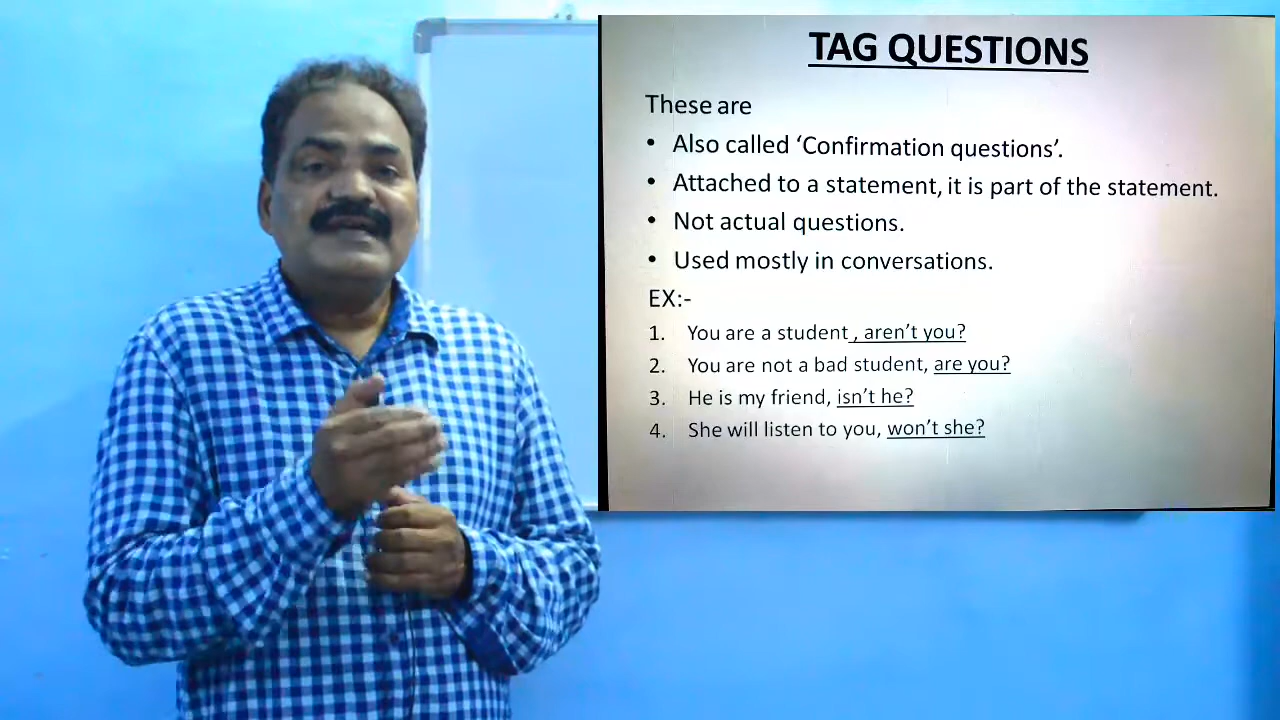 TAG QUESTIONS
These are
• Also called ‘Confirmation questions’.
• Attached to a statement, it is part of the statement.
• Not actual questions.
• Used mostly in conversations.
EX:-
1. You are a student , aren’t you?
2. You are not a bad student, are you?
3. He is my friend, isn’t he?
4. She will listen to you, won’t she?